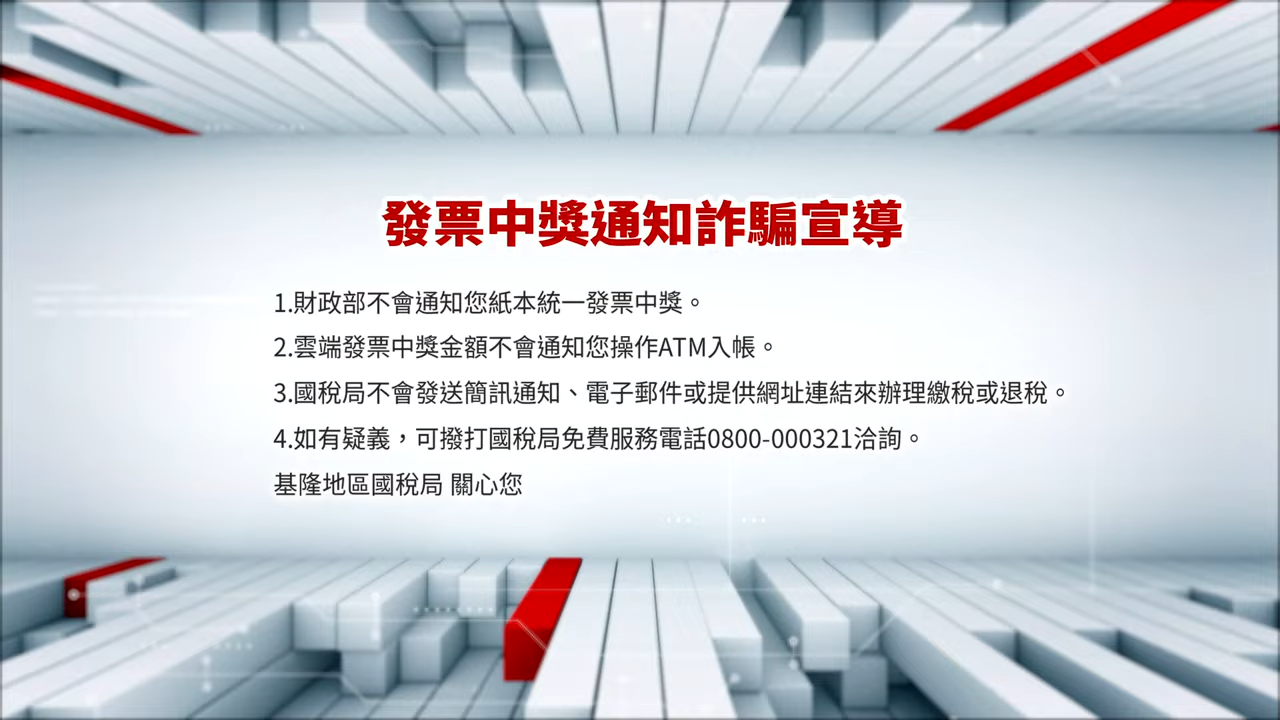 發票中獎通知詐騙宣導
1.財政部不會通知您紙本統一發票中獎。
2.雲端發票中獎金額不會通知您操作ATM入帳。
3.國稅局不會發送簡訊通知、電子郵件或提供網址連結來辦理繳稅或退稅。
4.如有疑義，可撥打國稅局免費服務電話0800-000321洽詢。
基隆地區國稅局 關心您